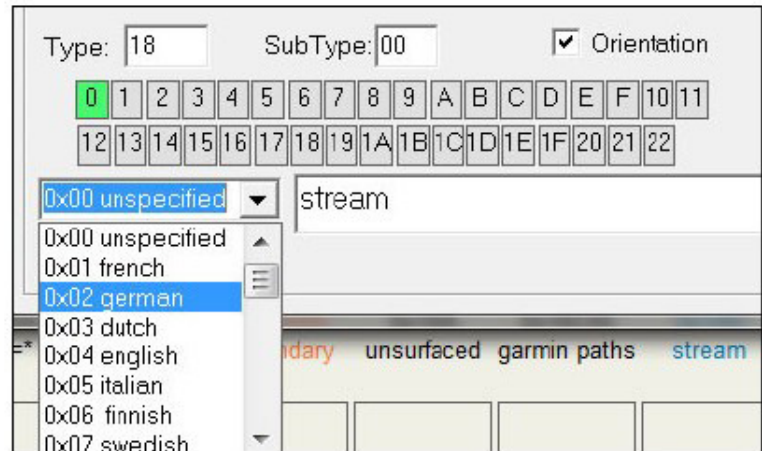 Type: 18 SubType: 00 Orientation
0 1 2 3 4 5 6 7 8 9 A B C D E F 10 11
12 13 14 15 16 17 18 19 1A 1B 1C 1D 1E 1F 20 21 22
0x00 unspecified stream
0x00 unspecified
0x01 french
0x02 german
0x03 dutch
=* 0x04 english dary unsurfaced garmin paths stream
0x05 italian
0x06 finnish
0x07 swedish